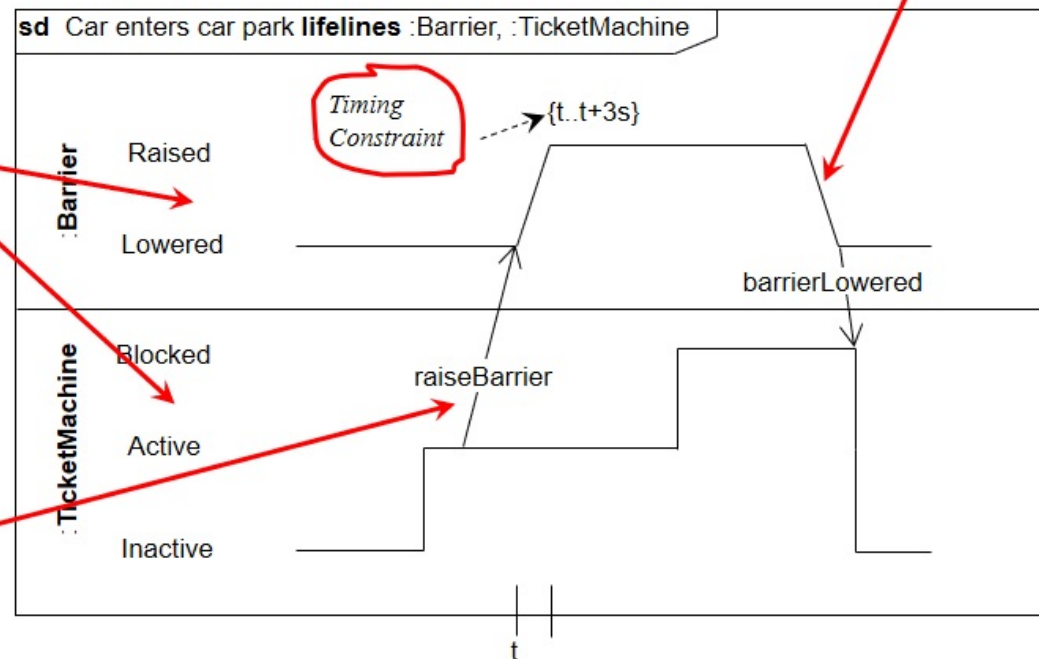 sd Car enters car park lifelines :Barrier, :TicketMachine
Timing
Constraint
{t..t+3s}
:Barrier
Raised
Lowered
barrierLowered
:TicketMachine
Blocked
raiseBarrier
Active
Inactive
t